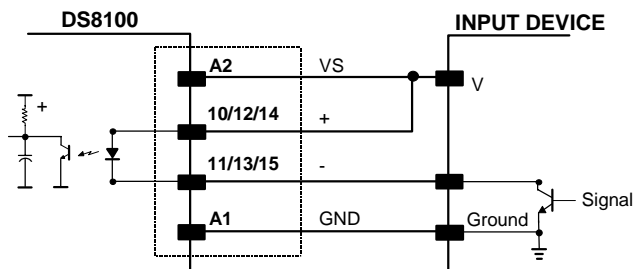 DS8100
INPUT DEVICE
A2 VS
V
10/12/14 +
+
11/13/15 -
Signal
A1 GND Ground